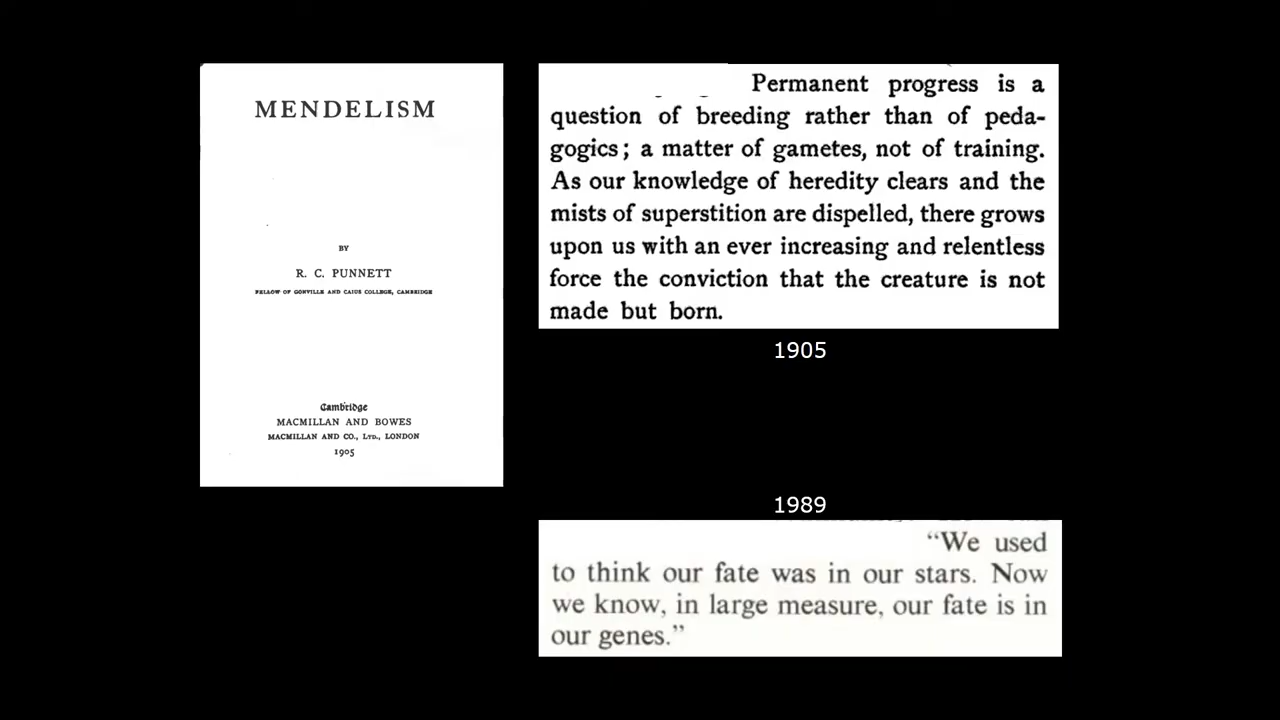 MENDELISM
BY
R. C. PUNNETT
FELLOW OF GONVILLE AND CAIUS COLLEGE, CAMBRIDGE
Cambridge
MACMILLAN AND BOWES
MACMILLAN AND CO., LTD., LONDON
1905
Permanent progress is a
question of breeding rather than of peda-
gogics; a matter of gametes, not of training.
As our knowledge of heredity clears and the
mists of superstition are dispelled, there grows
upon us with an ever increasing and relentless
force the conviction that the creature is not
made but born.
1905
1989
“We used
to think our fate was in our stars. Now
we know, in large measure, our fate is in
our genes.”